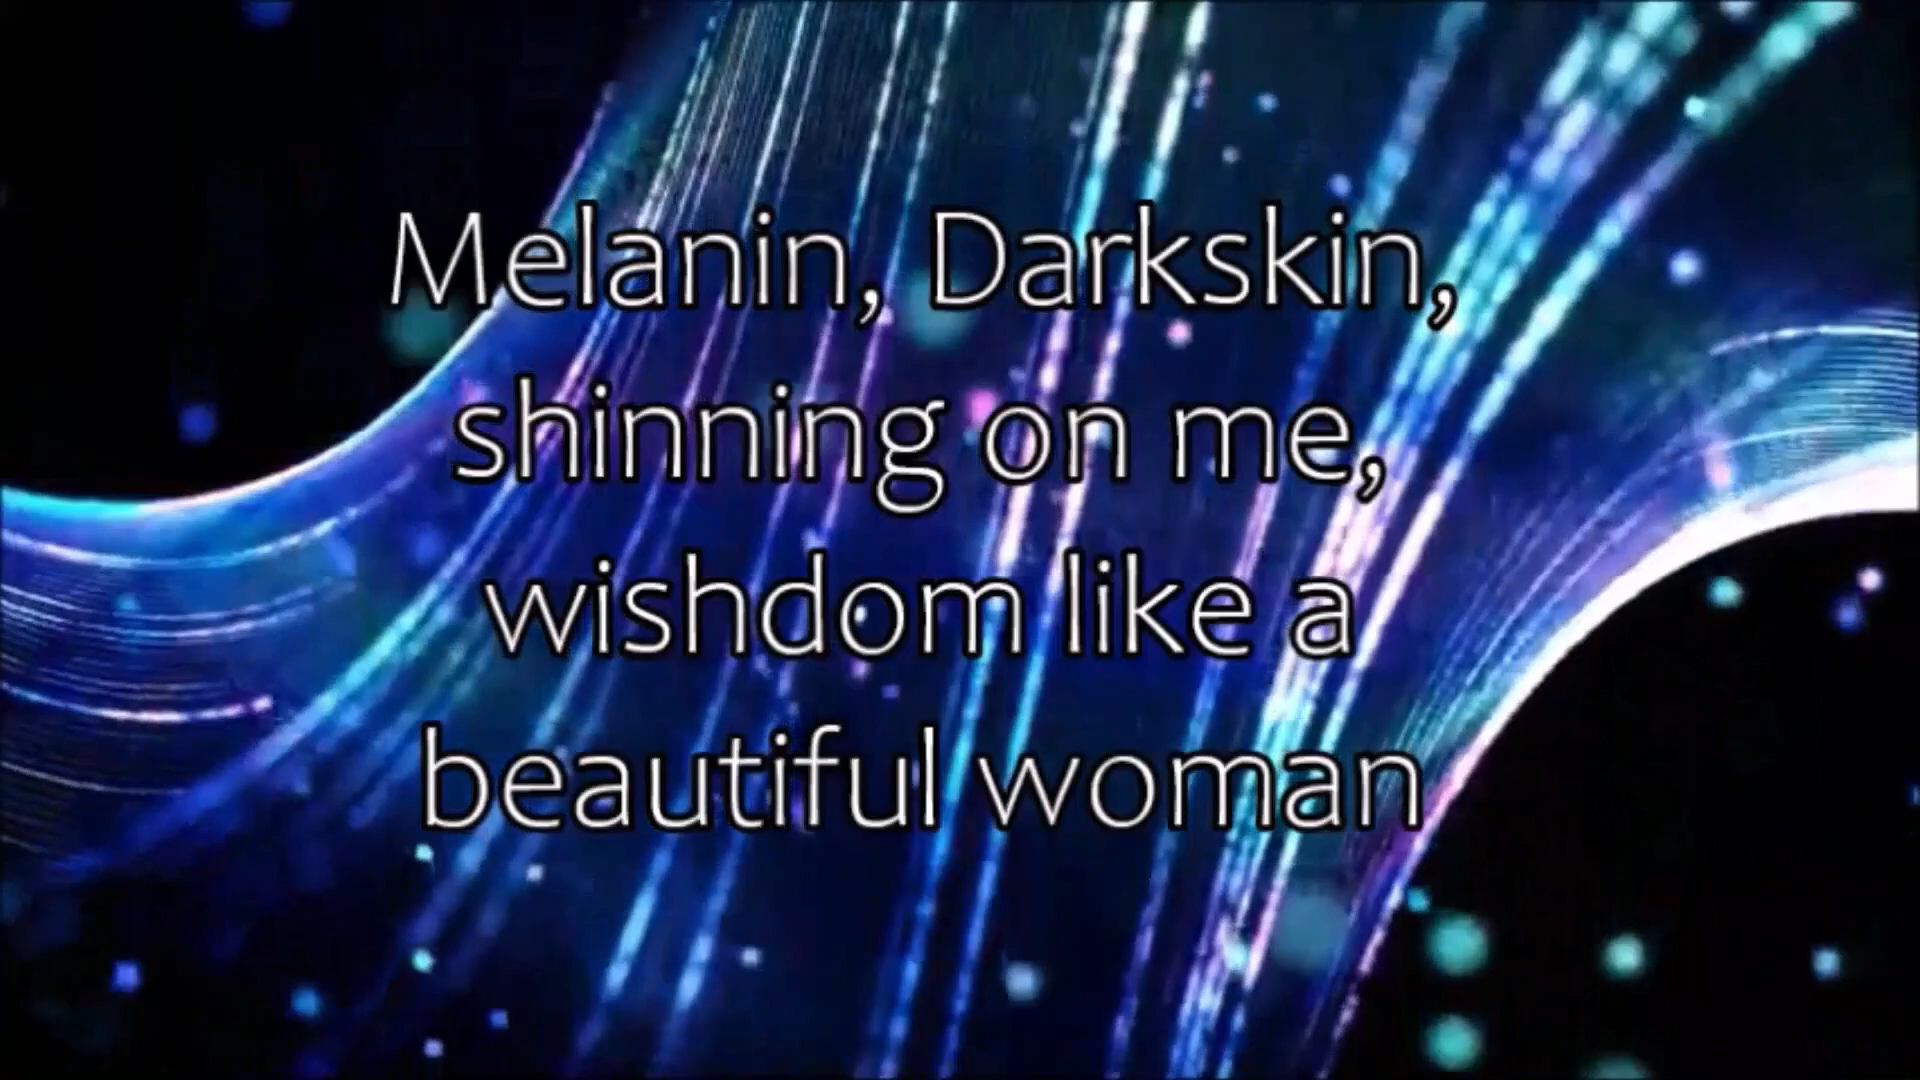 Melanin, Darkskin,
shinning on me,
wishdom like a
beautiful woman